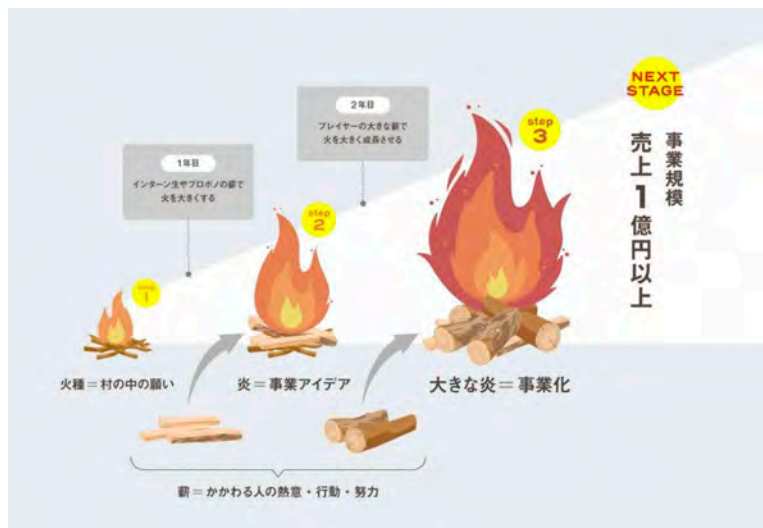 NEXT
STAGE
事業規模
売上1億円以上
2年目
プレイヤーの大きな薪で
火を大きく成長させる
step
3
1年目
インターン生やプロボノの薪で
火を大きくする
step
2
step
1
火種＝村の中の願い
炎＝事業アイデア
大きな炎＝事業化
薪＝かかわる人の熱意・行動・努力